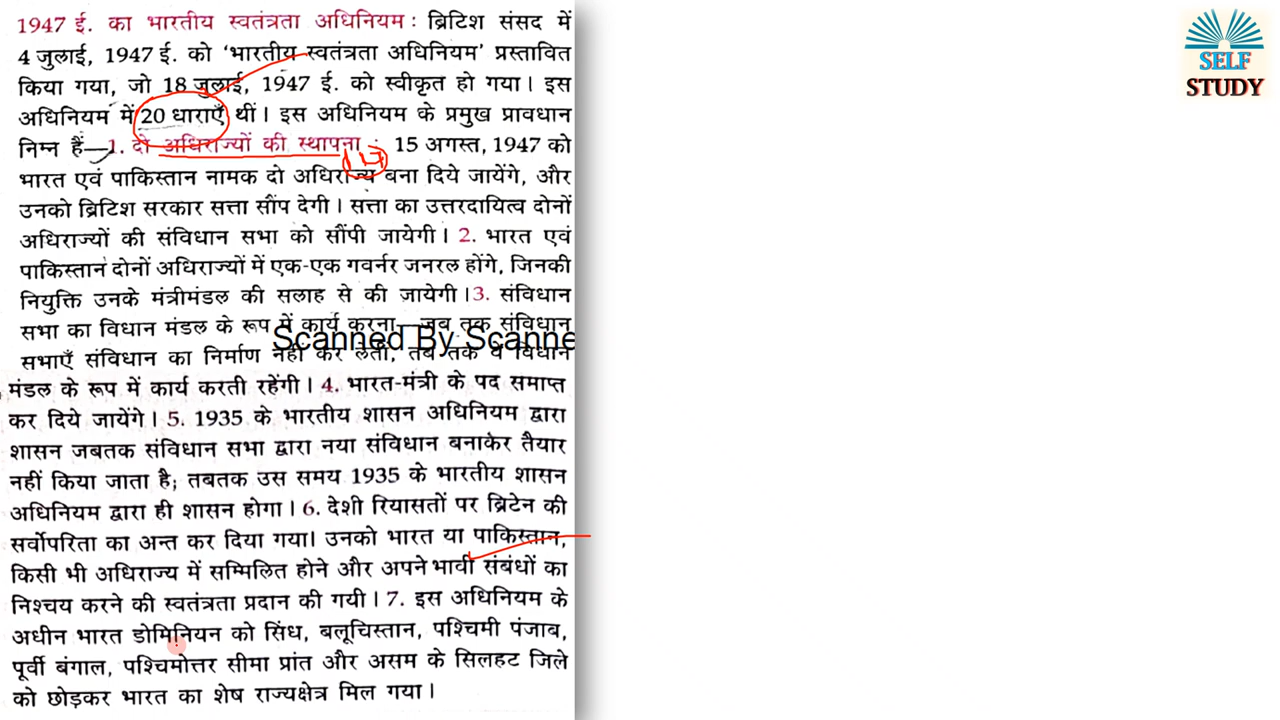 1947 ई. का भारतीय स्वतंत्रता अधिनियम : ब्रिटिश संसद में
4 जुलाई, 1947 ई. को ‘भारतीय स्वतंत्रता अधिनियम’ प्रस्तावित
किया गया, जो 18 जुलाई, 1947 ई. को स्वीकृत हो गया। इस
अधिनियम में 20 धाराएँ थीं। इस अधिनियम के प्रमुख प्रावधान
निम्न हैं—1. दो अधिराज्यों की स्थापना : 15 अगस्त, 1947 को
भारत एवं पाकिस्तान नामक दो अधिराज्य बना दिये जायेंगे, और
उनको ब्रिटिश सरकार सत्ता सौंप देगी। सत्ता का उत्तरदायित्व दोनों
अधिराज्यों की संविधान सभा को सौंपी जायेगी। 2. भारत एवं
पाकिस्तान दोनों अधिराज्यों में एक-एक गवर्नर जनरल होंगे, जिनकी
नियुक्ति उनके मंत्रीमंडल की सलाह से की जायेगी।3. संविधान
सभा का विधान मंडल के रूप में कार्य करना—जब तक संविधान
Scanned By Scanne
सभाएँ संविधान का निर्माण नहीं कर लेतीं, तब तक वे विधान
मंडल के रूप में कार्य करती रहेंगी। 4. भारत-मंत्री के पद समाप्त
कर दिये जायेंगे। 5. 1935 के भारतीय शासन अधिनियम द्वारा
शासन जबतक संविधान सभा द्वारा नया संविधान बनाकर तैयार
नहीं किया जाता है; तबतक उस समय 1935 के भारतीय शासन
अधिनियम द्वारा ही शासन होगा। 6. देशी रियासतों पर ब्रिटेन की
सर्वोपरिता का अन्त कर दिया गया। उनको भारत या पाकिस्तान,
किसी भी अधिराज्य में सम्मिलित होने और अपने भावी संबंधों का
निश्चय करने की स्वतंत्रता प्रदान की गयी। 7. इस अधिनियम के
अधीन भारत डोमिनियन को सिंध, बलूचिस्तान, पश्चिमी पंजाब,
पूर्वी बंगाल, पश्चिमोत्तर सीमा प्रांत और असम के सिलहट जिले
को छोड़कर भारत का शेष राज्यक्षेत्र मिल गया।
SELF
STUDY